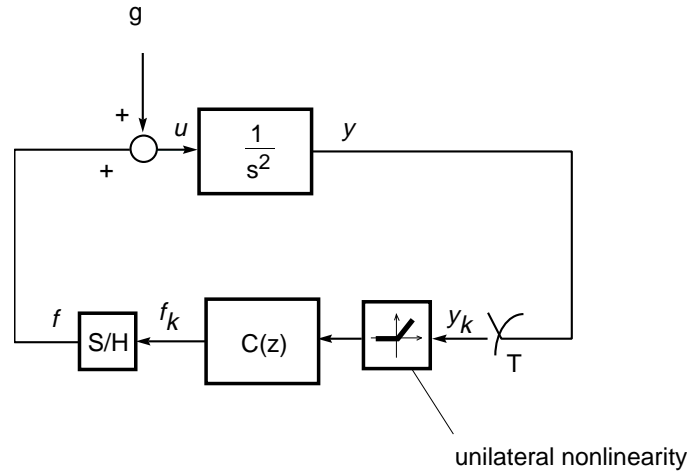 g
+
u
1
s²
y
+
f
S/H
fk
C(z)
yk
T
unilateral nonlinearity